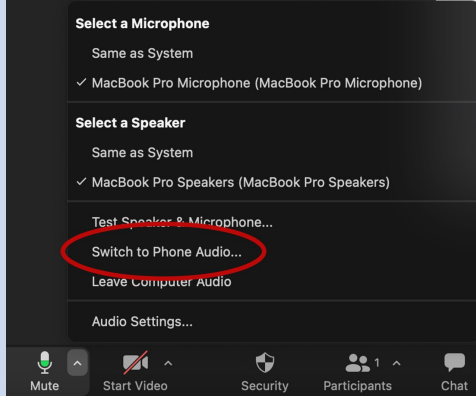 Select a Microphone
Same as System
✓ MacBook Pro Microphone (MacBook Pro Microphone)
Select a Speaker
Same as System
✓ MacBook Pro Speakers (MacBook Pro Speakers)
Test Speaker & Microphone...
Switch to Phone Audio...
Leave Computer Audio
Audio Settings...
1
Mute Start Video Security Participants Chat